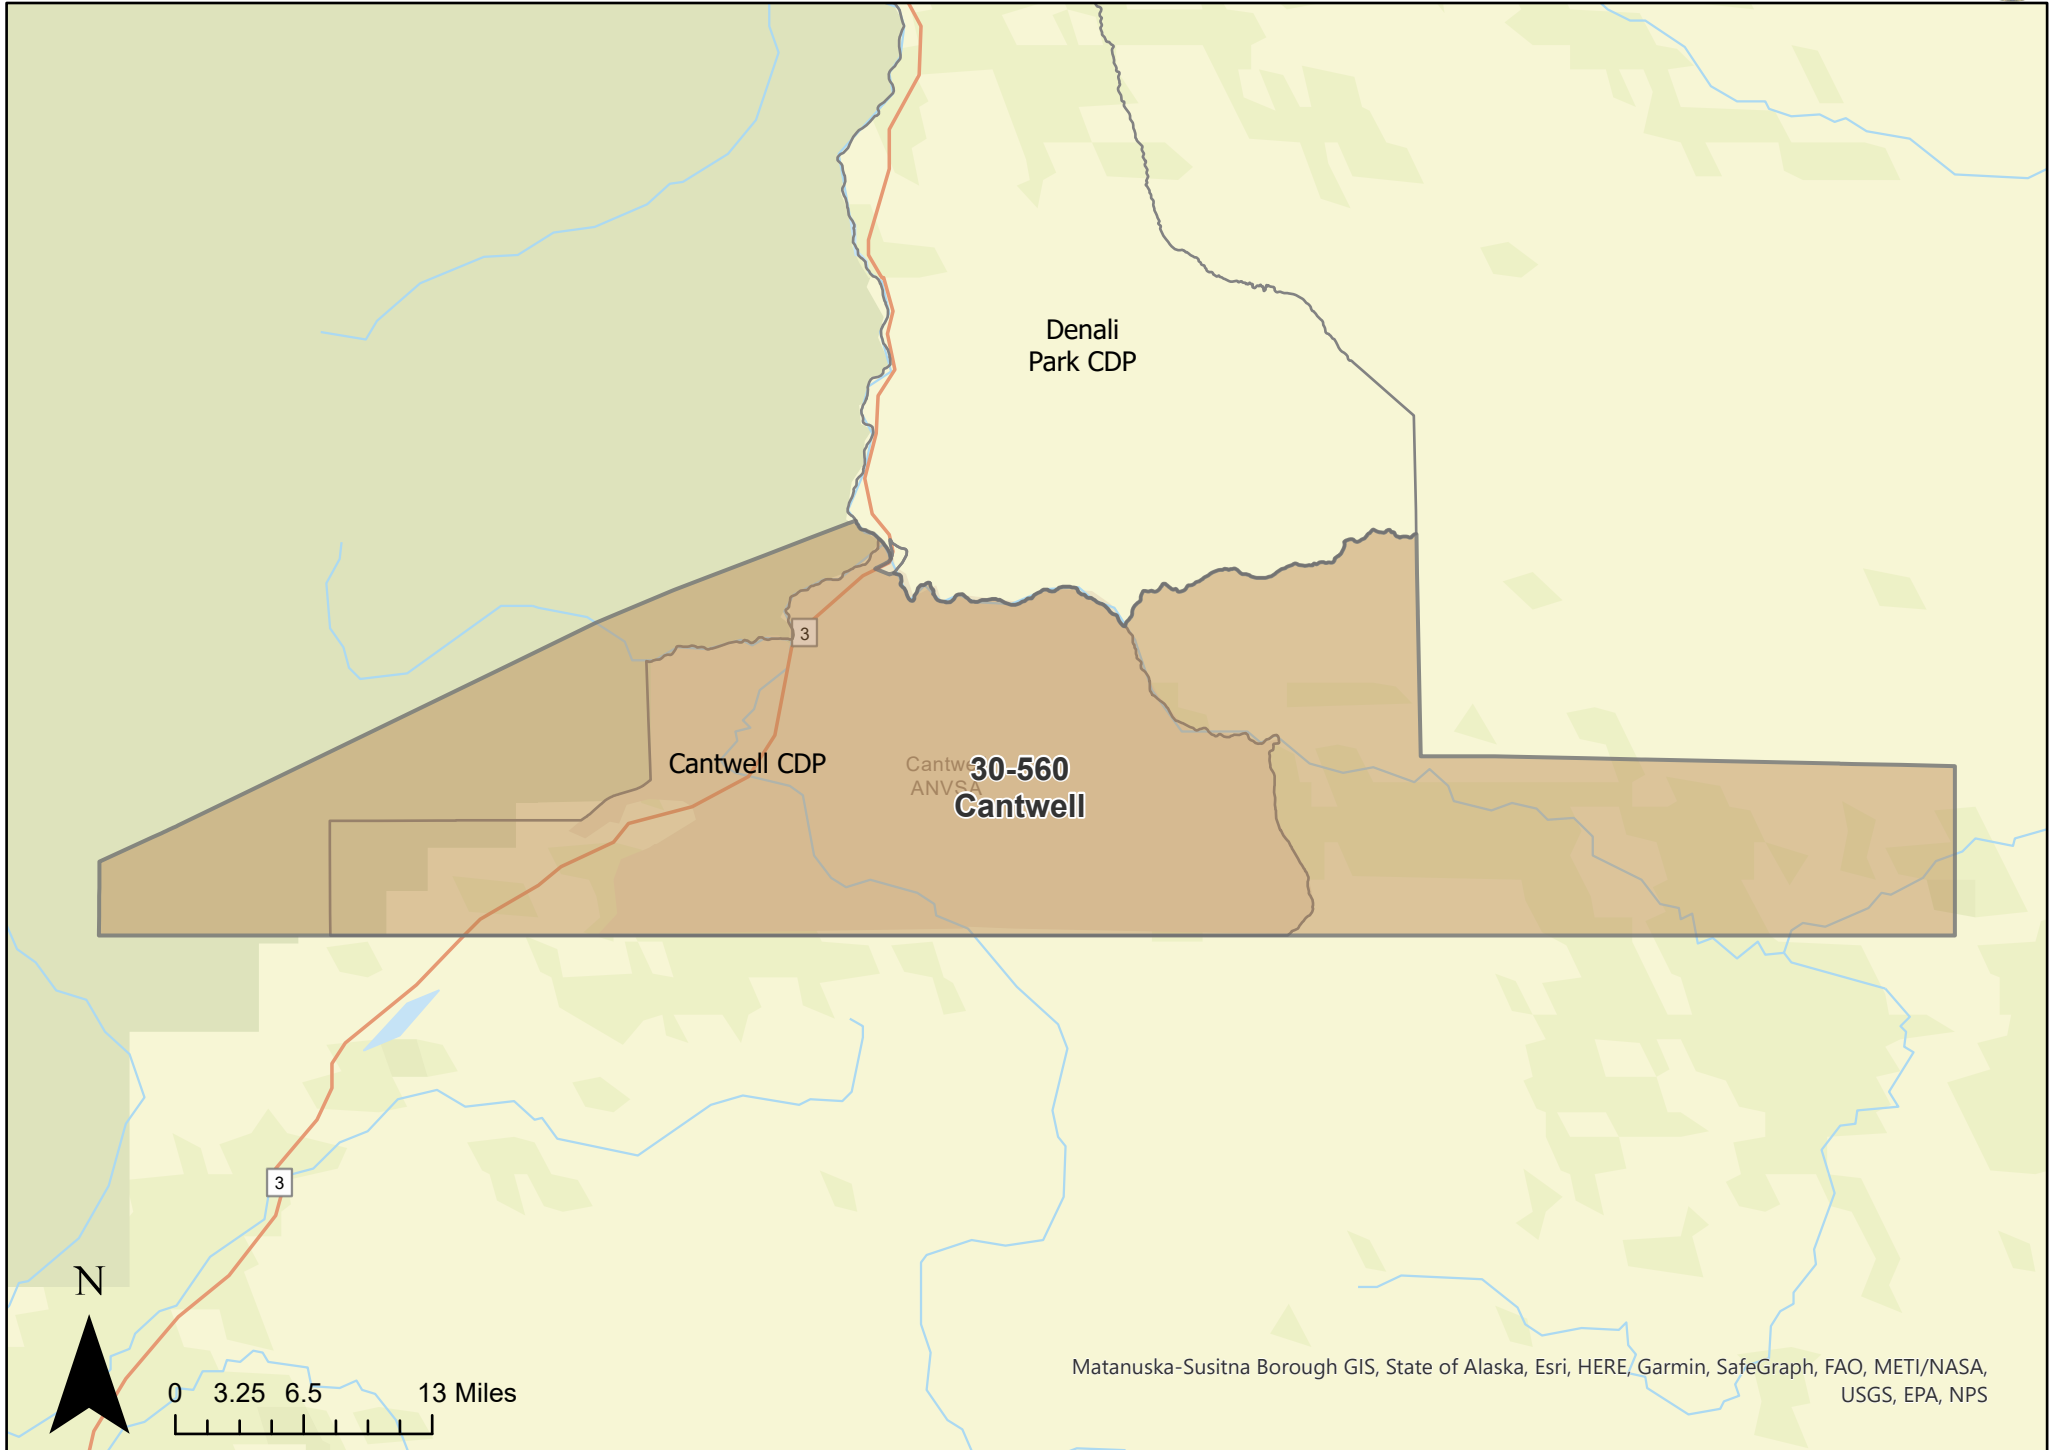 Denali
Park CDP
3
Cantwell CDP
ANVSA
30-560
Cantwell
3
N
0 3.25 6.5 13 Miles
Matanuska-Susitna Borough GIS, State of Alaska, Esri, HERE, Garmin, SafeGraph, FAO, METI/NASA,
USGS, EPA, NPS